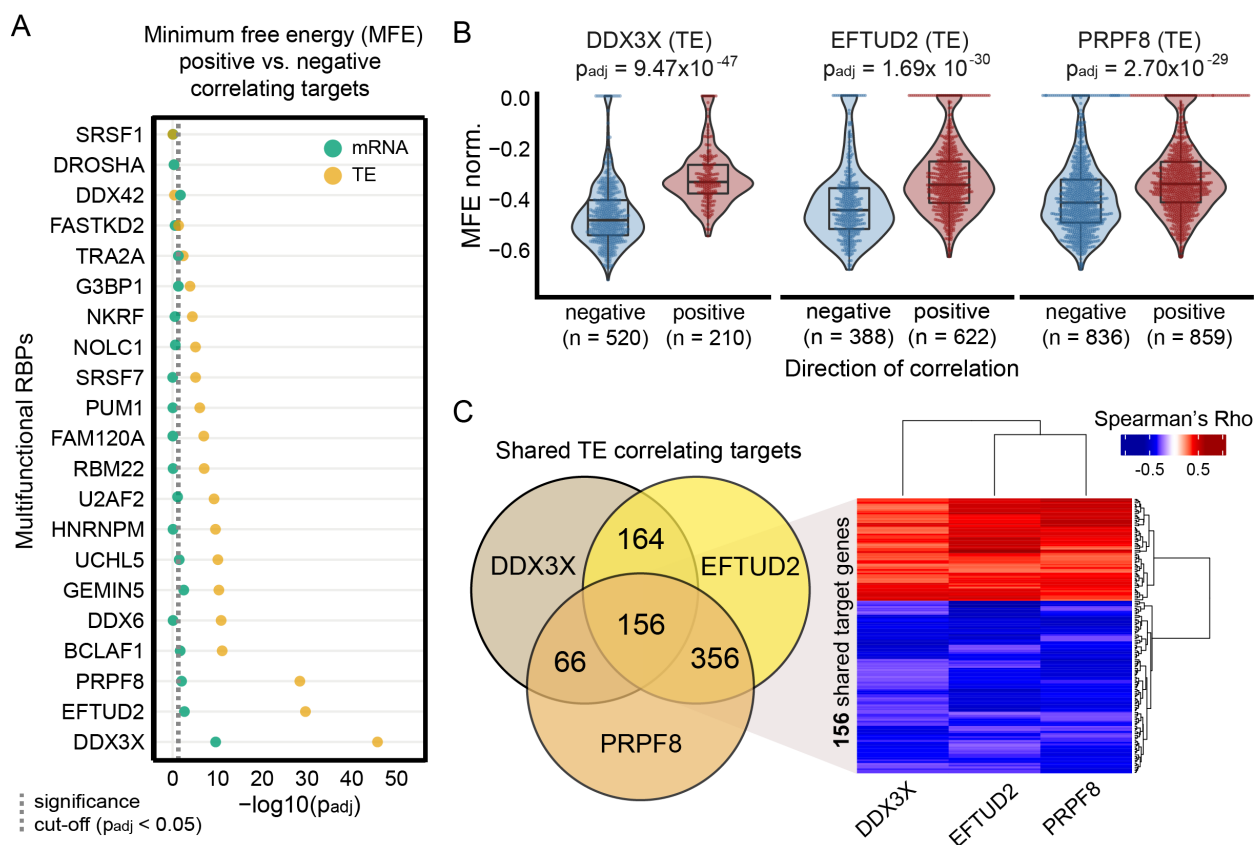 A
Minimum free energy (MFE)
positive vs. negative
correlating targets
SRSF1
DROSHA
DDX42
FASTKD2
TRA2A
G3BP1
NKRF
NOLC1
SRSF7
PUM1
FAM120A
RBM22
U2AF2
HNRNPM
UCHL5
GEMIN5
DDX6
BCLAF1
PRPF8
EFTUD2
DDX3X
Multifunctional RBPs
mRNA
TE
0 10 20 30 40 50
−log10(padj)
significance
cut-off (padj < 0.05)
B
DDX3X (TE)
padj = 9.47x10-47
EFTUD2 (TE)
padj = 1.69x 10-30
PRPF8 (TE)
padj = 2.70x10-29
MFE norm.
0.0
−0.2
−0.4
−0.6
negative
(n = 520)
positive
(n = 210)
negative
(n = 388)
positive
(n = 622)
negative
(n = 836)
positive
(n = 859)
Direction of correlation
C
Shared TE correlating targets
DDX3X
164
EFTUD2
156
66
356
PRPF8
Spearman's Rho
-0.5 0.5
156 shared target genes
DDX3X
EFTUD2
PRPF8